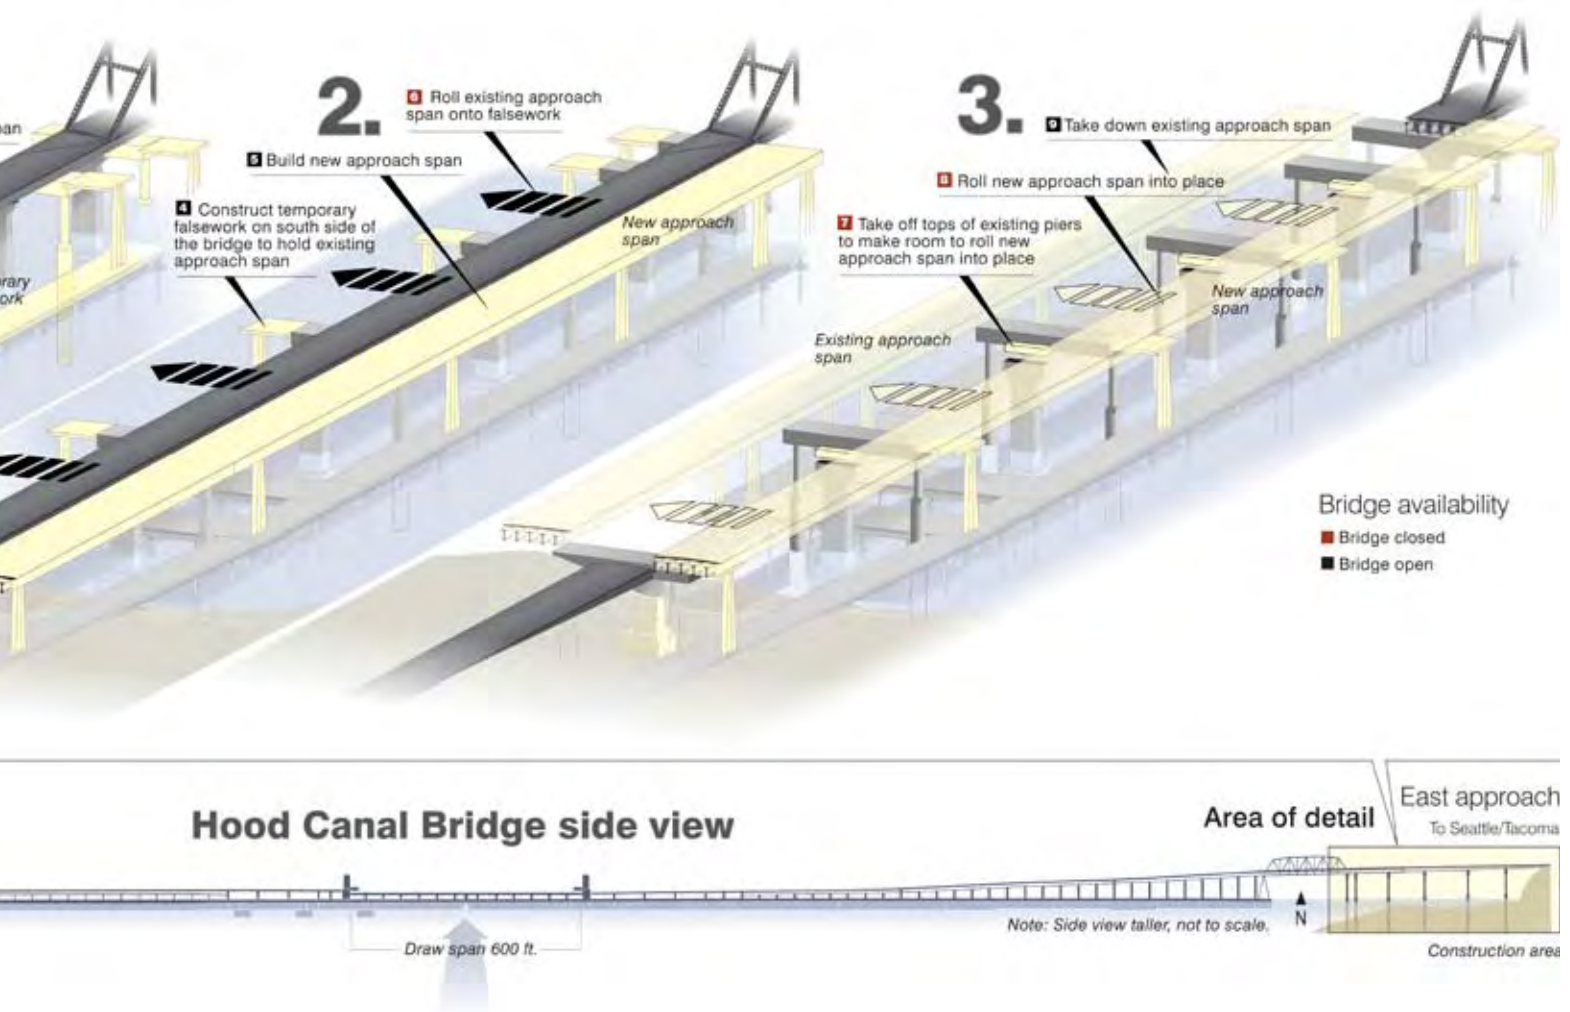 2.
6 Roll existing approach
span onto falsework
5 Build new approach span
4 Construct temporary
falsework on south side of
the bridge to hold existing
approach span
New approach
span
3.
9 Take down existing approach span
8 Roll new approach span into place
7 Take off tops of existing piers
to make room to roll new
approach span into place
New approach
span
Existing approach
span
Bridge availability
Bridge closed
Bridge open
Hood Canal Bridge side view
Area of detail
East approach
To Seattle/Tacoma
N
Note: Side view taller, not to scale.
Draw span 600 ft.
Construction area